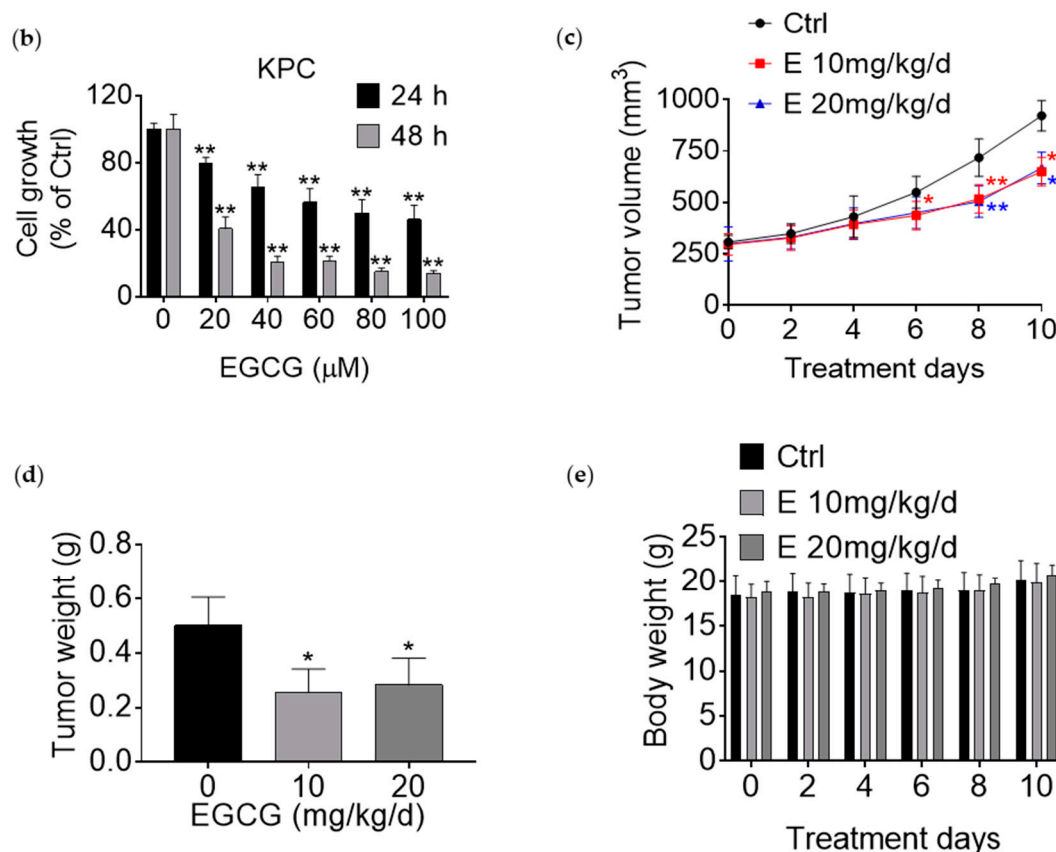 (b)
KPC
24 h
48 h
Cell growth
(% of Ctrl)
120
80
40
0
** ** ** ** **
** ** ** ** **
0 20 40 60 80 100
EGCG (μM)
(c)
Ctrl
E 10mg/kg/d
E 20mg/kg/d
Tumor volume (mm³)
1000
750
500
250
0
* ** *
** *
0 2 4 6 8 10
Treatment days
(d)
Tumor weight (g)
0.8
0.6
0.4
0.2
0.0
* *
0 10 20
EGCG (mg/kg/d)
(e)
Ctrl
E 10mg/kg/d
E 20mg/kg/d
Body weight (g)
25
20
15
10
5
0
0 2 4 6 8 10
Treatment days